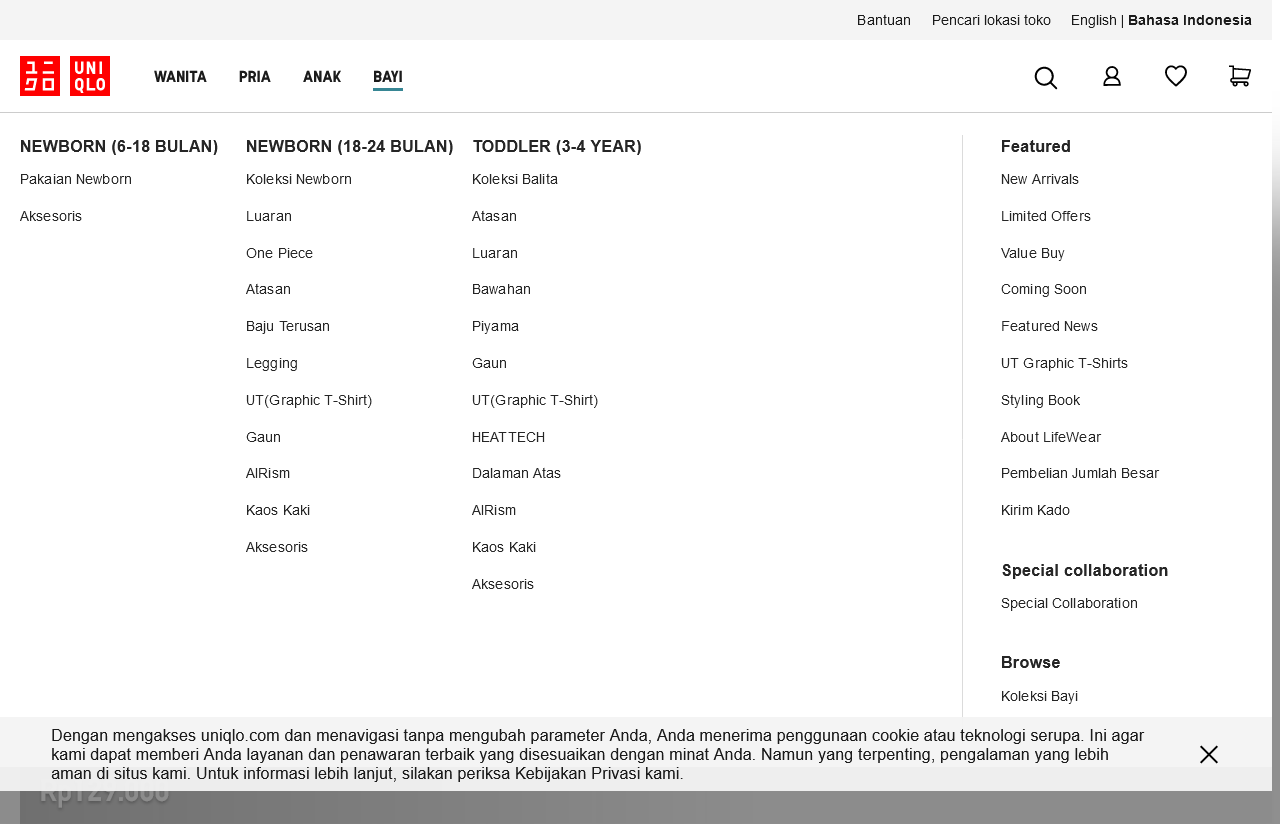 Bantuan Pencari lokasi toko English | Bahasa Indonesia
ユニクロ UNIQLO WANITA PRIA ANAK BAYI
NEWBORN (6-18 BULAN)
Pakaian Newborn
Aksesoris
NEWBORN (18-24 BULAN)
Koleksi Newborn
Luaran
One Piece
Atasan
Baju Terusan
Legging
UT(Graphic T-Shirt)
Gaun
AIRism
Kaos Kaki
Aksesoris
TODDLER (3-4 YEAR)
Koleksi Balita
Atasan
Luaran
Bawahan
Piyama
Gaun
UT(Graphic T-Shirt)
HEATTECH
Dalaman Atas
AIRism
Kaos Kaki
Aksesoris
Featured
New Arrivals
Limited Offers
Value Buy
Coming Soon
Featured News
UT Graphic T-Shirts
Styling Book
About LifeWear
Pembelian Jumlah Besar
Kirim Kado
Special collaboration
Special Collaboration
Browse
Koleksi Bayi
Dengan mengakses uniqlo.com dan menavigasi tanpa mengubah parameter Anda, Anda menerima penggunaan cookie atau teknologi serupa. Ini agar
kami dapat memberi Anda layanan dan penawaran terbaik yang disesuaikan dengan minat Anda. Namun yang terpenting, pengalaman yang lebih
aman di situs kami. Untuk informasi lebih lanjut, silakan periksa Kebijakan Privasi kami.